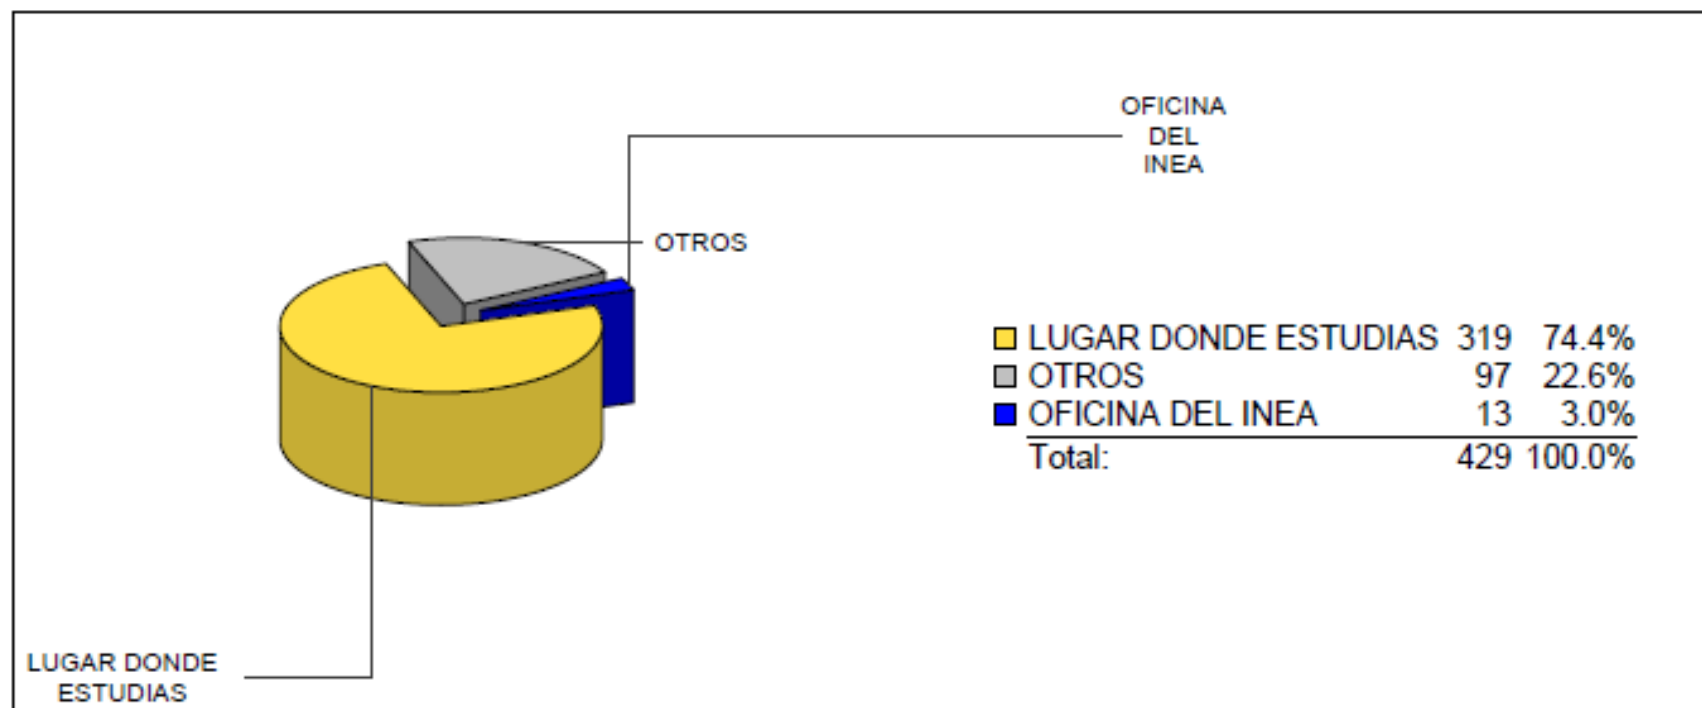 OFICINA
DEL
INEA
OTROS
LUGAR DONDE ESTUDIAS 319 74.4%
OTROS 97 22.6%
OFICINA DEL INEA 13 3.0%
Total: 429 100.0%
LUGAR DONDE
ESTUDIAS